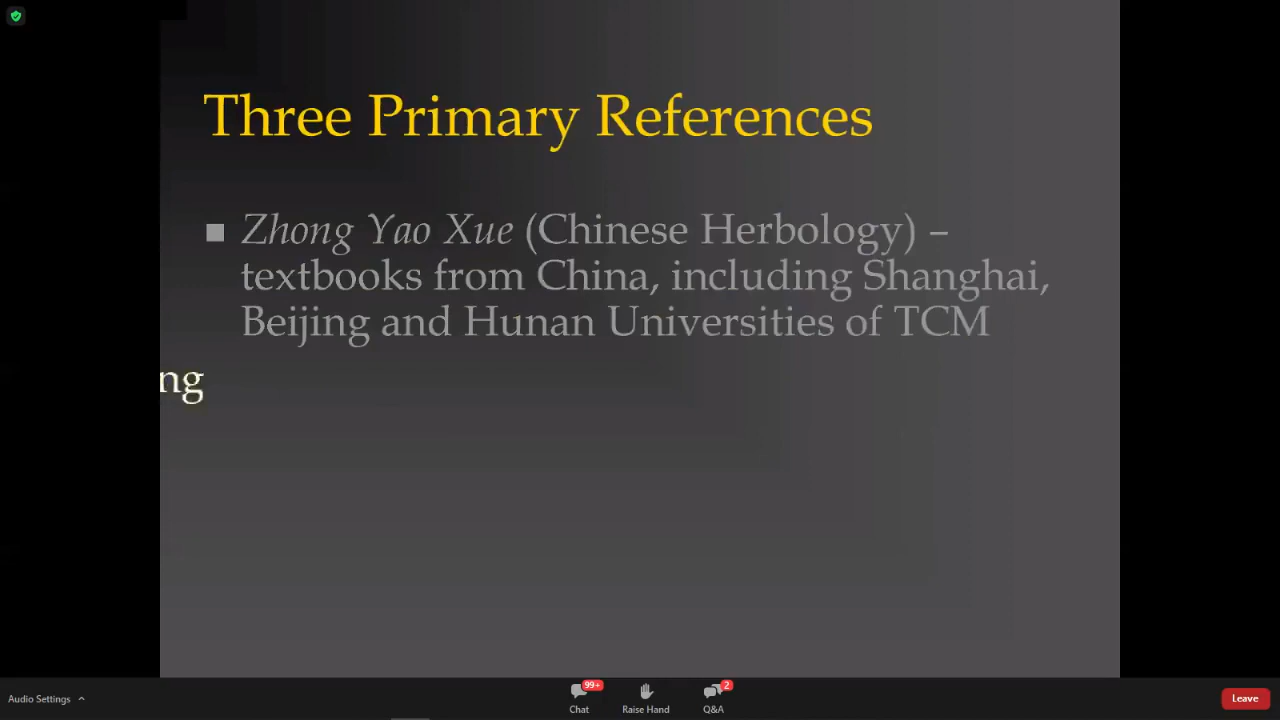 Three Primary References
■ Zhong Yao Xue (Chinese Herbology) –
textbooks from China, including Shanghai,
Beijing and Hunan Universities of TCM
ng
Audio Settings
99+
Chat
Raise Hand
2
Q&A
Leave